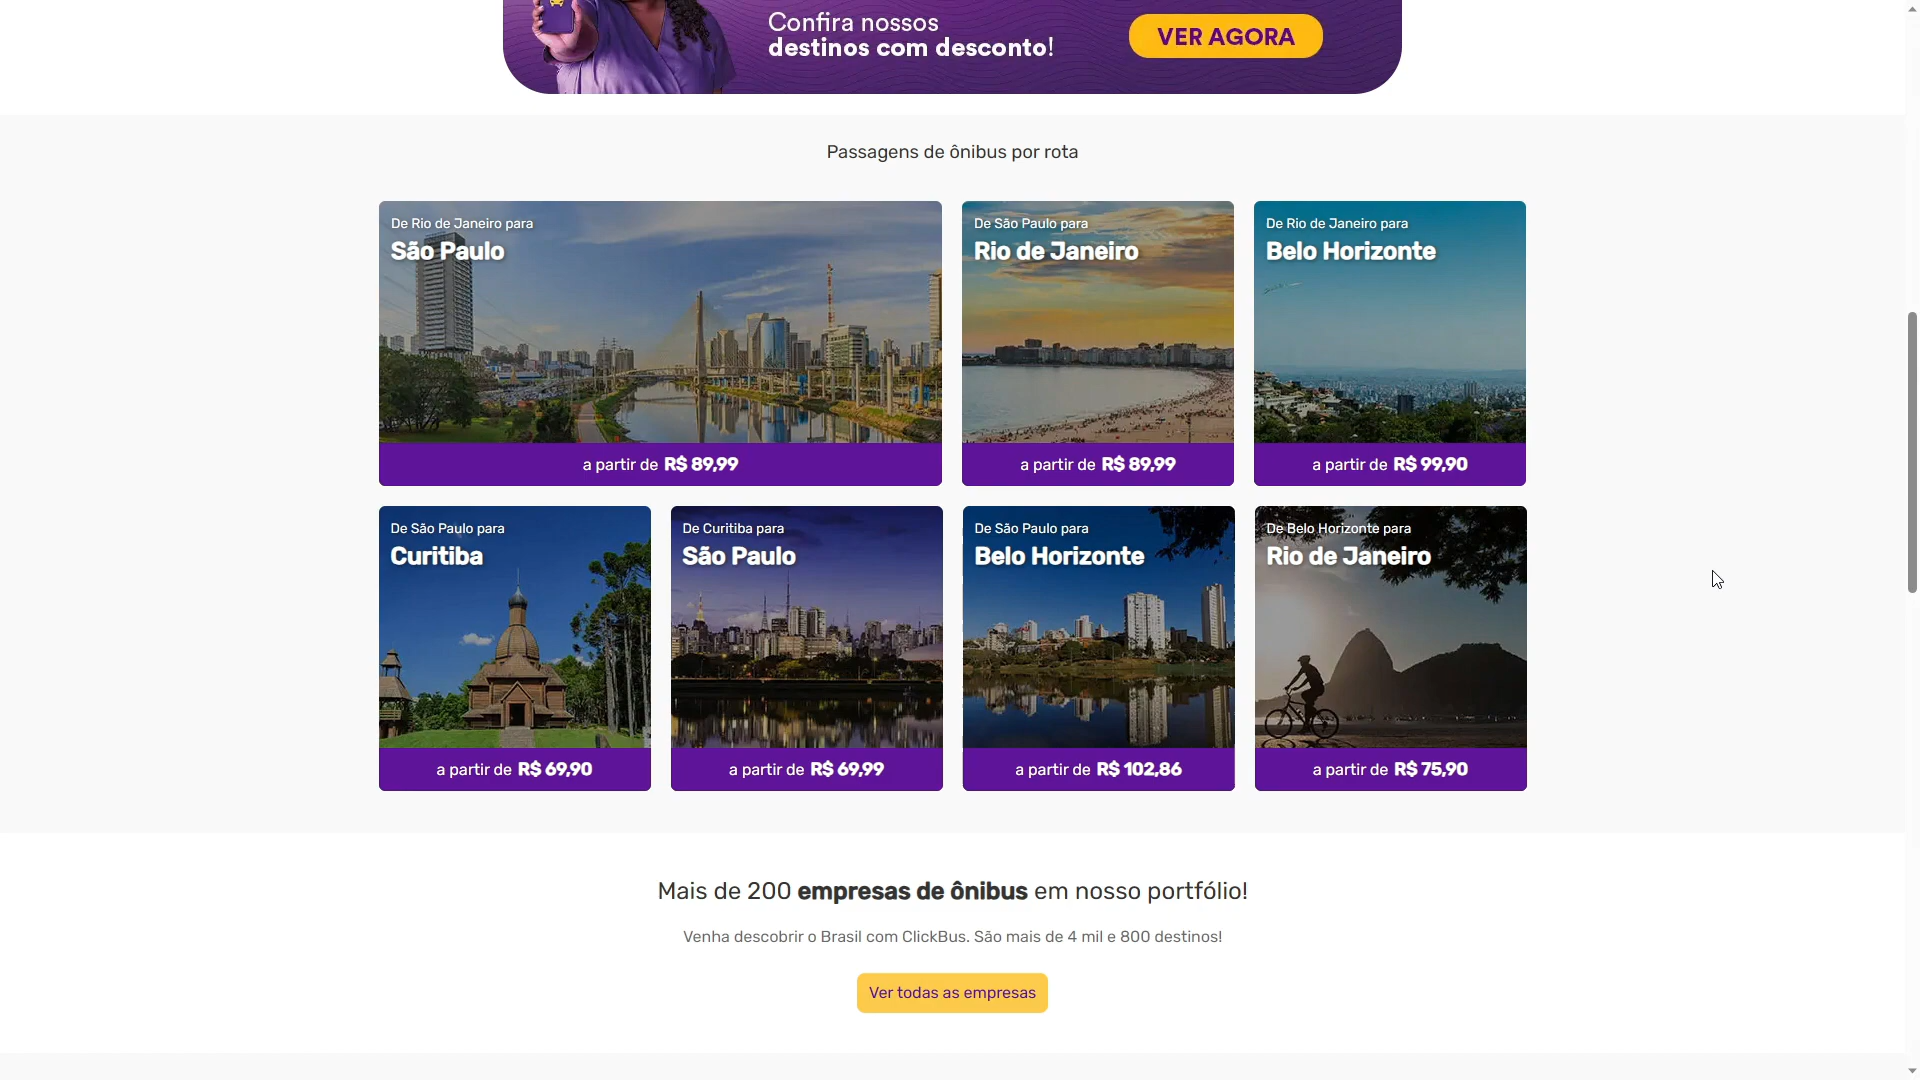 Confira nossos
destinos com desconto!
VER AGORA
Passagens de ônibus por rota
De Rio de Janeiro para
São Paulo
a partir de R$ 89,99
De São Paulo para
Rio de Janeiro
a partir de R$ 89,99
De Rio de Janeiro para
Belo Horizonte
a partir de R$ 99,90
De São Paulo para
Curitiba
a partir de R$ 69,90
De Curitiba para
São Paulo
a partir de R$ 69,99
De São Paulo para
Belo Horizonte
a partir de R$ 102,86
De Belo Horizonte para
Rio de Janeiro
a partir de R$ 75,90
Mais de 200 empresas de ônibus em nosso portfólio!
Venha descobrir o Brasil com ClickBus. São mais de 4 mil e 800 destinos!
Ver todas as empresas